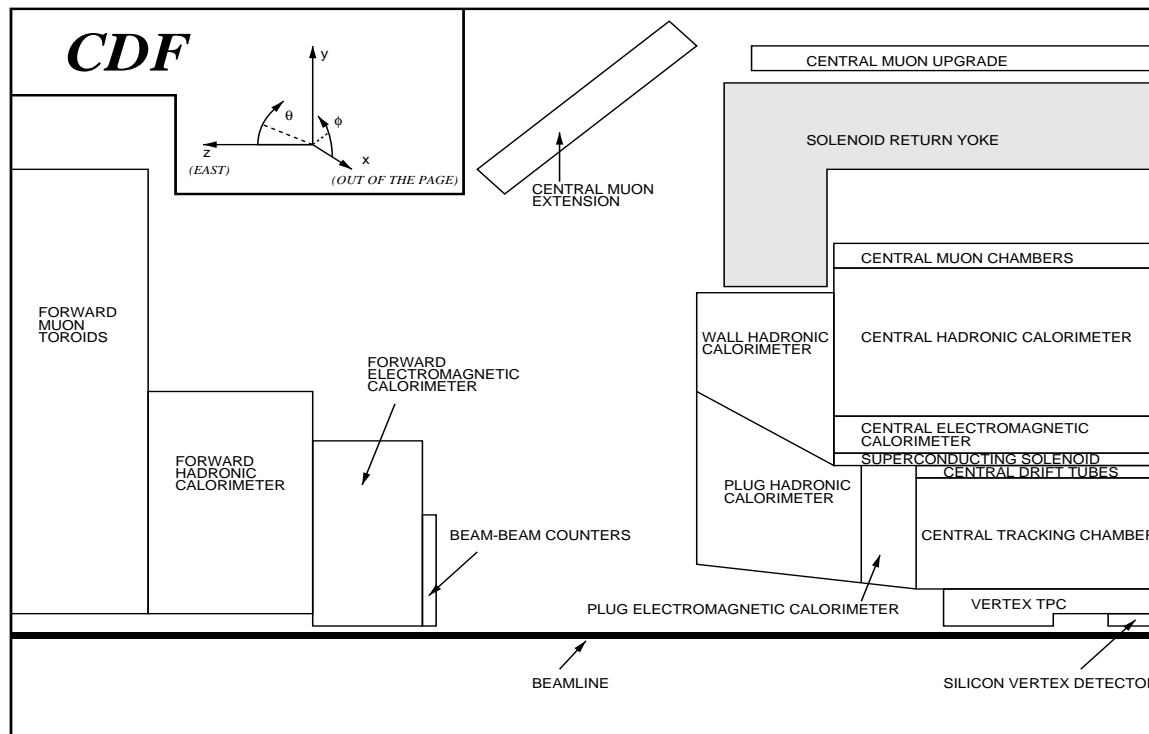 CDF
y
θ
φ
z
x
(EAST)
(OUT OF THE PAGE)
CENTRAL MUON UPGRADE
SOLENOID RETURN YOKE
CENTRAL MUON
EXTENSION
CENTRAL MUON CHAMBERS
FORWARD
MUON
TOROIDS
WALL HADRONIC
CALORIMETER
CENTRAL HADRONIC CALORIMETER
FORWARD
ELECTROMAGNETIC
CALORIMETER
CENTRAL ELECTROMAGNETIC
CALORIMETER
SUPERCONDUCTING SOLENOID
CENTRAL DRIFT TUBES
FORWARD
HADRONIC
CALORIMETER
PLUG HADRONIC
CALORIMETER
BEAM-BEAM COUNTERS
CENTRAL TRACKING CHAMBER
PLUG ELECTROMAGNETIC CALORIMETER
VERTEX TPC
BEAMLINE
SILICON VERTEX DETECTOR